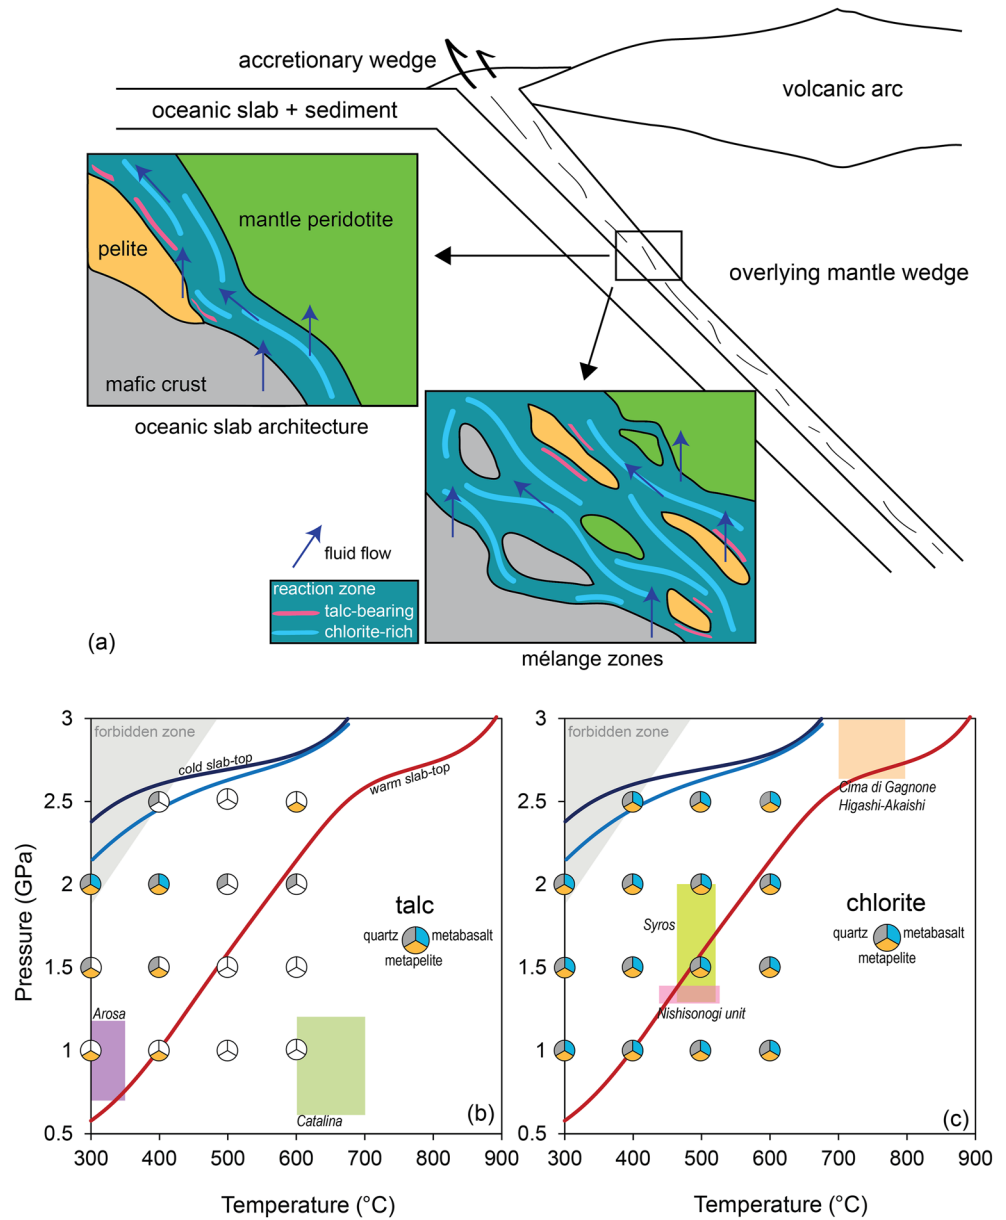 accretionary wedge
oceanic slab + sediment
volcanic arc
mantle peridotite
pelite
mafic crust
oceanic slab architecture
overlying mantle wedge
fluid flow
reaction zone
talc-bearing
chlorite-rich
mélange zones
(a)
Pressure (GPa)
3
2.5
2
1.5
1
0.5
forbidden zone
cold slab-top
warm slab-top
talc
quartz
metabasalt
metapelite
Arosa
Catalina
(b)
300
400
500
600
700
800
900
Temperature (°C)
3
2.5
2
1.5
1
0.5
forbidden zone
Cima di Gagnone
Higashi-Akaishi
chlorite
quartz
metabasalt
metapelite
Syros
Nishisonogi unit
(c)
300
400
500
600
700
800
900
Temperature (°C)